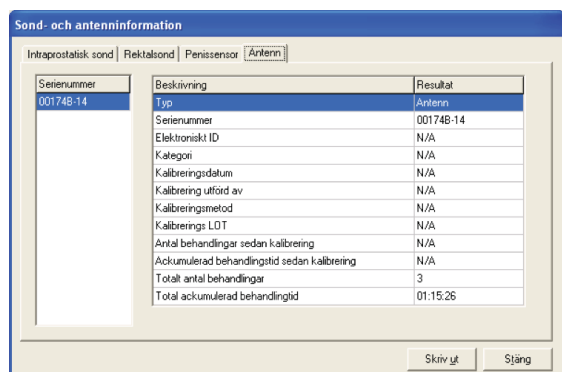 Sond- och antenninformation
Intraprostatisk sond Rektalsond Penissensor Antenn
Serienummer
00174B-14
Beskrivning Resultat
Typ Antenn
Serienummer 00174B-14
Elektroniskt ID N/A
Kategori N/A
Kalibreringsdatum N/A
Kalibrering utförd av N/A
Kalibreringsmetod N/A
Kalibrerings LOT N/A
Antal behandlingar sedan kalibrering N/A
Ackumulerad behandlingstid sedan kalibrering N/A
Totalt antal behandlingar 3
Total ackumulerad behandlingtid 01:15:26
Skriv ut Stäng